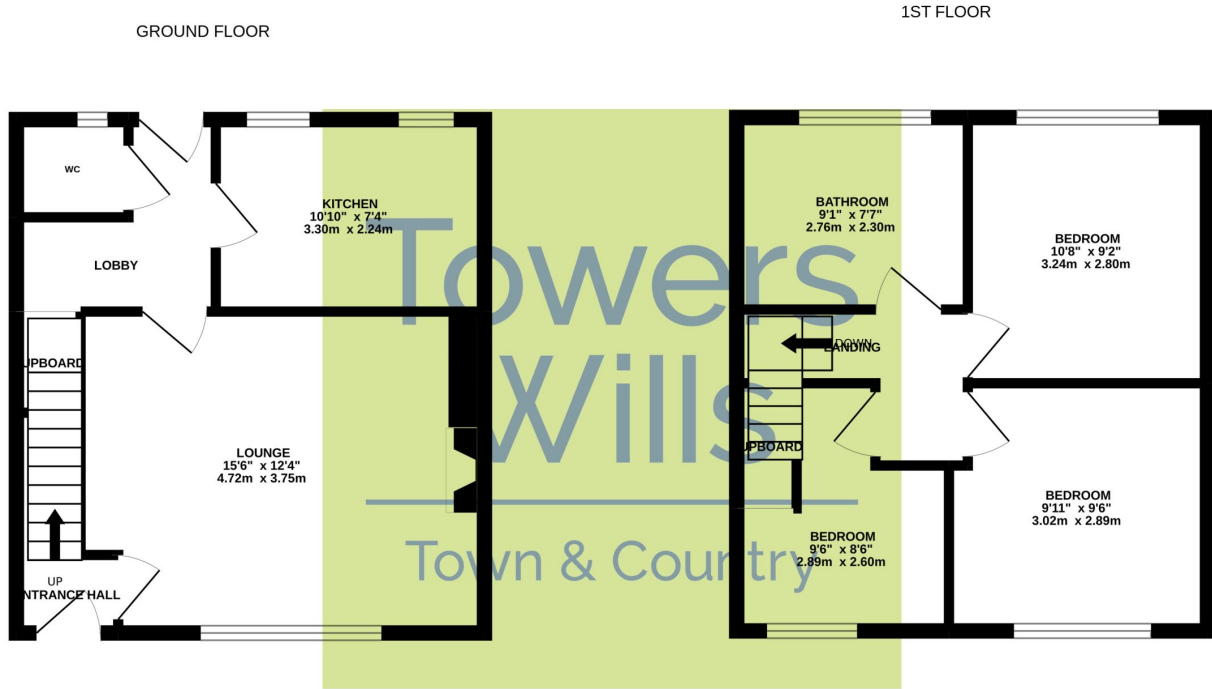 GROUND FLOOR
1ST FLOOR
WC
KITCHEN
10'10" x 7'4"
3.30m x 2.24m
LOBBY
UPBOARD
LOUNGE
15'6" x 12'4"
4.72m x 3.75m
UP
NTRANCE HALL
BATHROOM
9'1" x 7'7"
2.76m x 2.30m
BEDROOM
10'8" x 9'2"
3.24m x 2.80m
DOWN
LANDING
UPBOARD
BEDROOM
9'6" x 8'6"
2.89m x 2.60m
BEDROOM
9'11" x 9'6"
3.02m x 2.89m
Towers
Wills
Town & Country